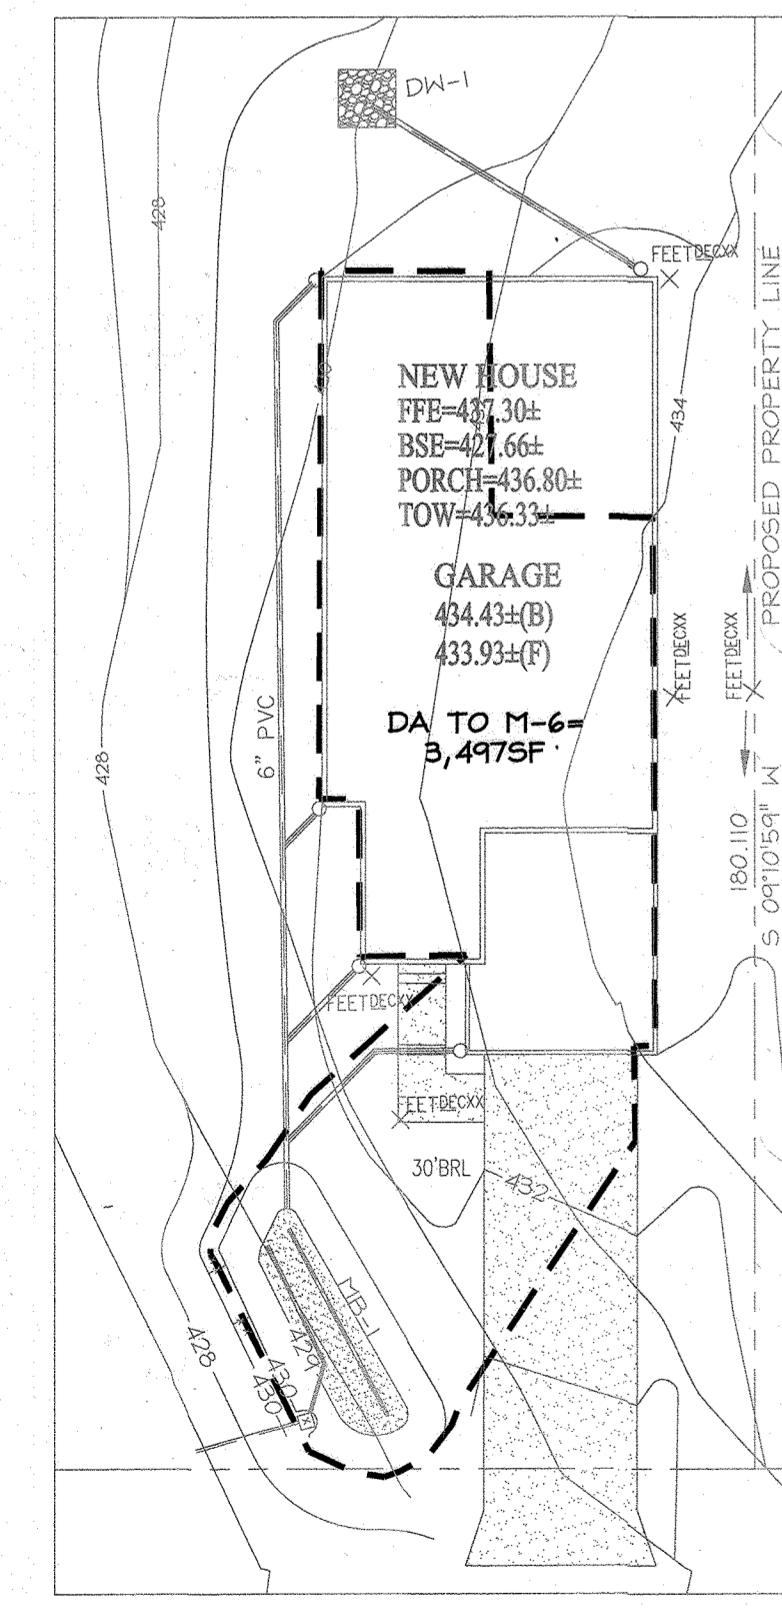 DW-1
428
FEETDECXX
NEW HOUSE
FFE=437.30±
BSE=427.66±
PORCH=436.80±
TOW=436.33±
434
PROPOSED PROPERTY LINE
GARAGE
434.43±(B)
433.93±(F)
FEETDECXX
FEETDECXX
DA TO M-6=
3,497SF
6" PVC
428
180.110
S 09°10'59" W
FEETDECXX
FEETDECXX
30'BRL
432
MB-1
429
428
430
430